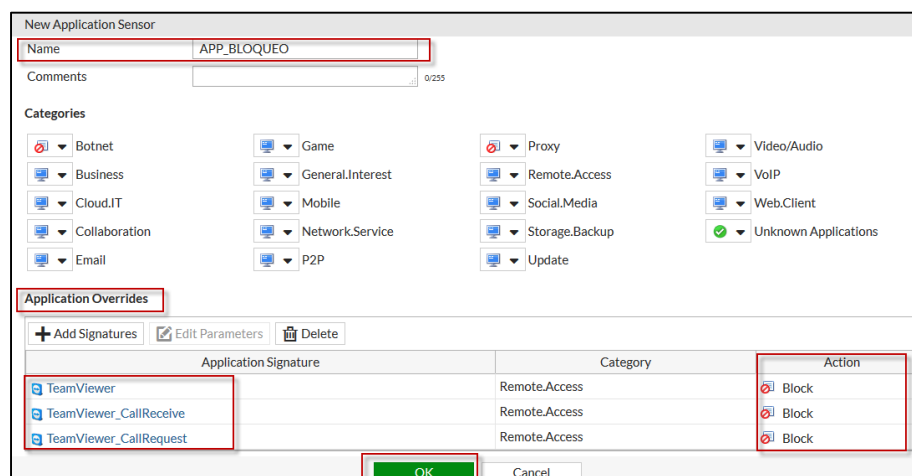 New Application Sensor
Name APP_BLOQUEO
Comments 0/255
Categories
Botnet Game Proxy Video/Audio
Business General.Interest Remote.Access VoIP
Cloud.IT Mobile Social.Media Web.Client
Collaboration Network.Service Storage.Backup Unknown Applications
Email P2P Update
Application Overrides
Add Signatures Edit Parameters Delete
Application Signature Category Action
TeamViewer Remote.Access Block
TeamViewer_CallReceive Remote.Access Block
TeamViewer_CallRequest Remote.Access Block
OK Cancel